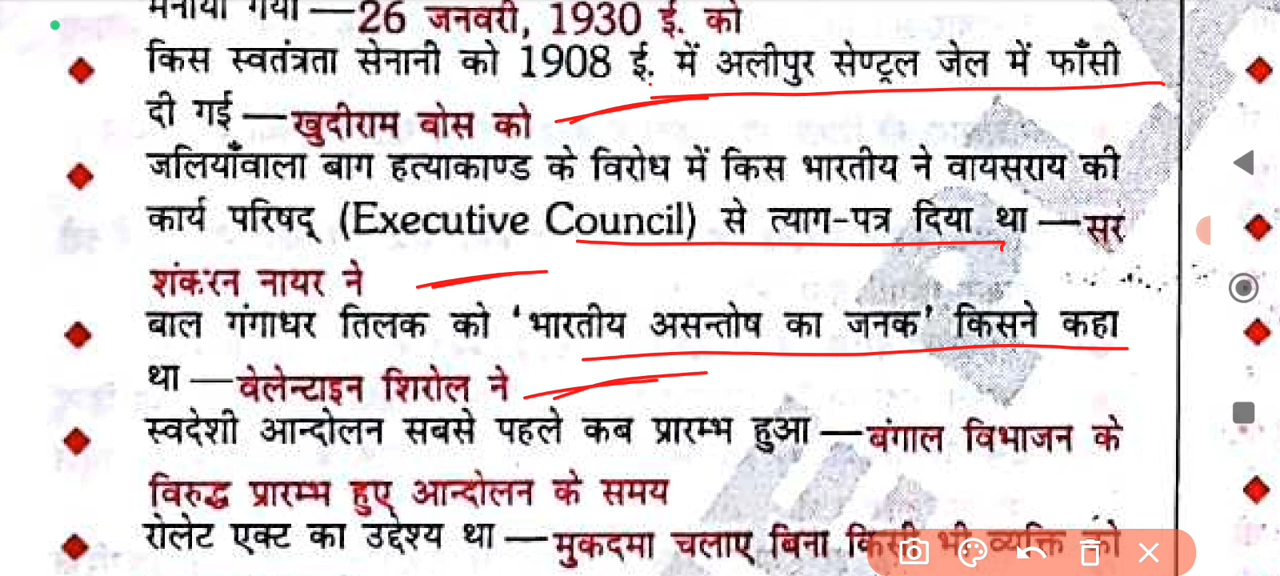 मनाया गया —26 जनवरी, 1930 ई. को
किस स्वतंत्रता सेनानी को 1908 ई. में अलीपुर सेण्ट्रल जेल में फाँसी
दी गई —खुदीराम बोस को
जलियाँवाला बाग हत्याकाण्ड के विरोध में किस भारतीय ने वायसराय की
कार्य परिषद् (Executive Council) से त्याग-पत्र दिया था —सर
शंकरन नायर ने
बाल गंगाधर तिलक को ‘भारतीय असन्तोष का जनक’ किसने कहा
था —वेलेन्टाइन शिरोल ने
स्वदेशी आन्दोलन सबसे पहले कब प्रारम्भ हुआ —बंगाल विभाजन के
विरुद्ध प्रारम्भ हुए आन्दोलन के समय
रोलेट एक्ट का उद्देश्य था —मुकदमा चलाए बिना किसी भी व्यक्ति को